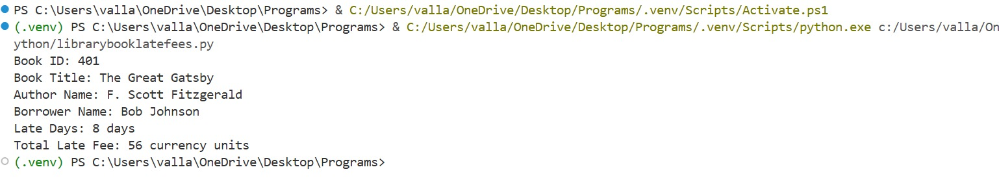 PS C:\Users\valla\OneDrive\Desktop\Programs> & C:/Users/valla/OneDrive/Desktop/Programs/.venv/Scripts/Activate.ps1
(.venv) PS C:\Users\valla\OneDrive\Desktop\Programs> & C:/Users/valla/OneDrive/Desktop/Programs/.venv/Scripts/python.exe c:/Users/valla/On
ython/librarybooklatefees.py
Book ID: 401
Book Title: The Great Gatsby
Author Name: F. Scott Fitzgerald
Borrower Name: Bob Johnson
Late Days: 8 days
Total Late Fee: 56 currency units
(.venv) PS C:\Users\valla\OneDrive\Desktop\Programs>